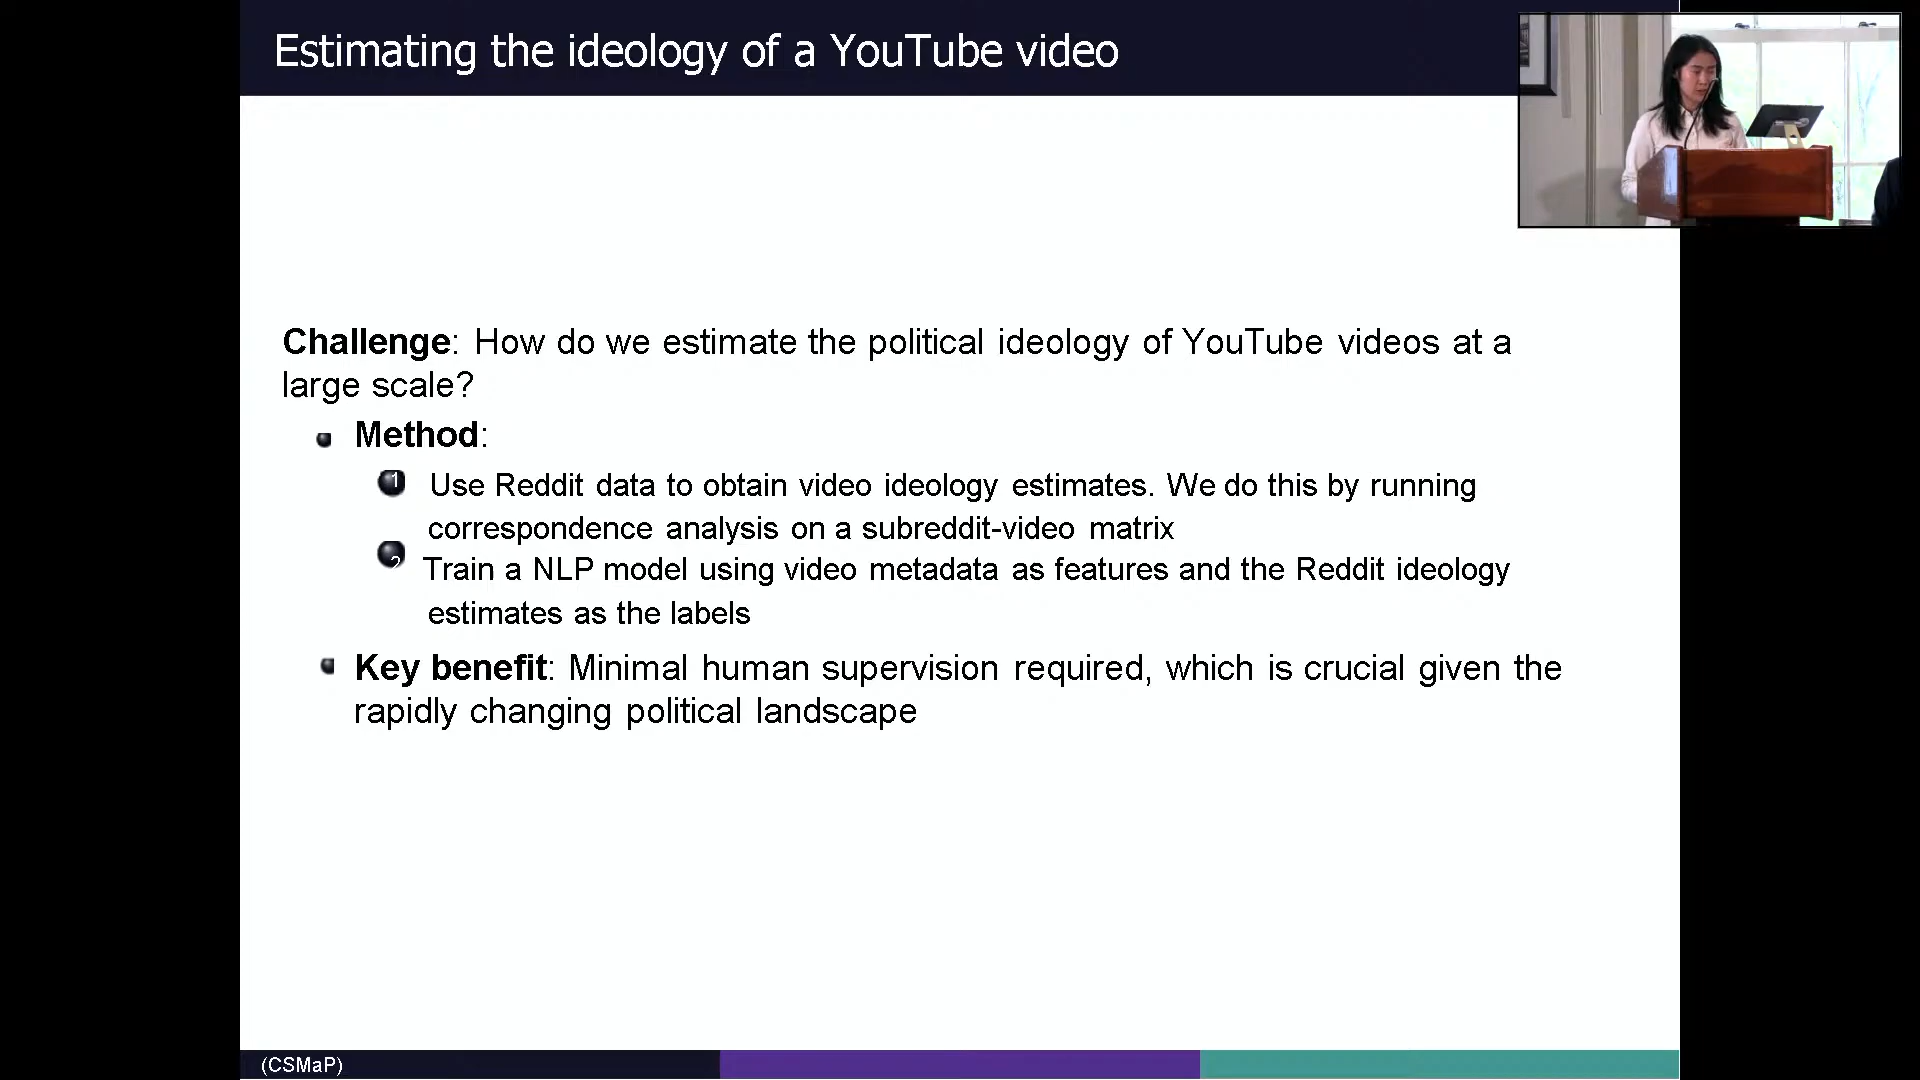 Estimating the ideology of a YouTube video
Challenge: How do we estimate the political ideology of YouTube videos at a
large scale?
Method:
1 Use Reddit data to obtain video ideology estimates. We do this by running
correspondence analysis on a subreddit-video matrix
2 Train a NLP model using video metadata as features and the Reddit ideology
estimates as the labels
Key benefit: Minimal human supervision required, which is crucial given the
rapidly changing political landscape
(CSMaP)